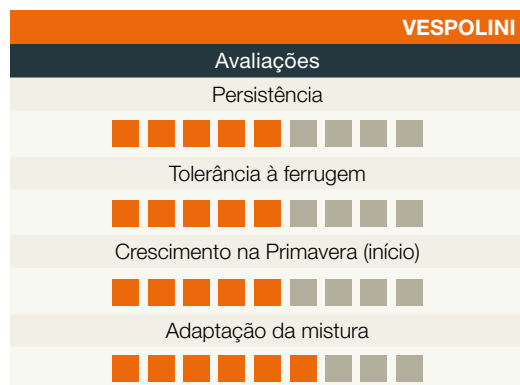 VESPOLINI
Avaliações
Persistência
Tolerância à ferrugem
Crescimento na Primavera (início)
Adaptação da mistura